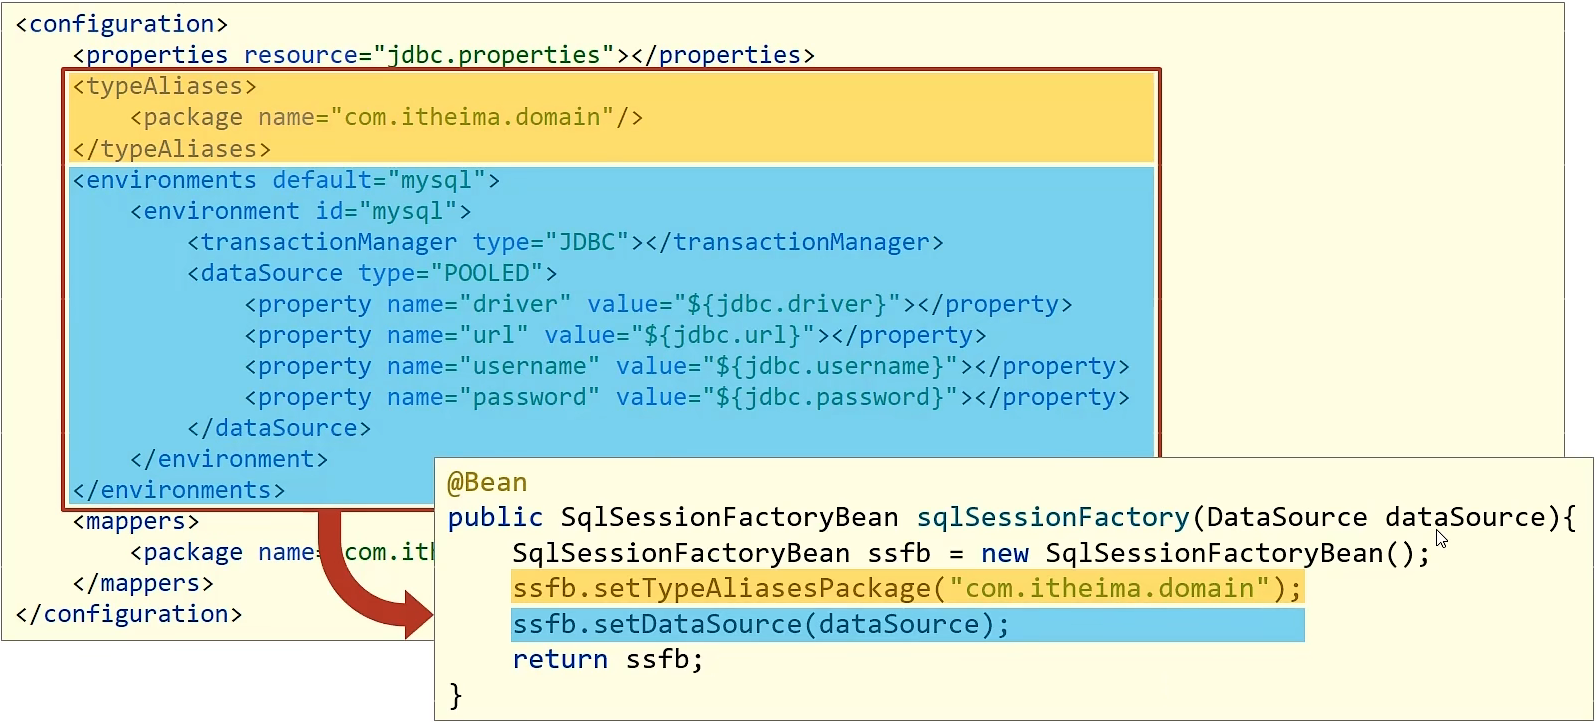 <configuration>
<properties resource="jdbc.properties"></properties>
<typeAliases>
<package name="com.itheima.domain"/>
</typeAliases>
<environments default="mysql">
<environment id="mysql">
<transactionManager type="JDBC"></transactionManager>
<dataSource type="POOLED">
<property name="driver" value="${jdbc.driver}"></property>
<property name="url" value="${jdbc.url}"></property>
<property name="username" value="${jdbc.username}"></property>
<property name="password" value="${jdbc.password}"></property>
</dataSource>
</environment>
</environments>
<mappers>
<package name= com.ith
</mappers>
</configuration>
@Bean
public SqlSessionFactoryBean sqlSessionFactory(DataSource dataSource){
SqlSessionFactoryBean ssfb = new SqlSessionFactoryBean();
ssfb.setTypeAliasesPackage("com.itheima.domain");
ssfb.setDataSource(dataSource);
return ssfb;
}